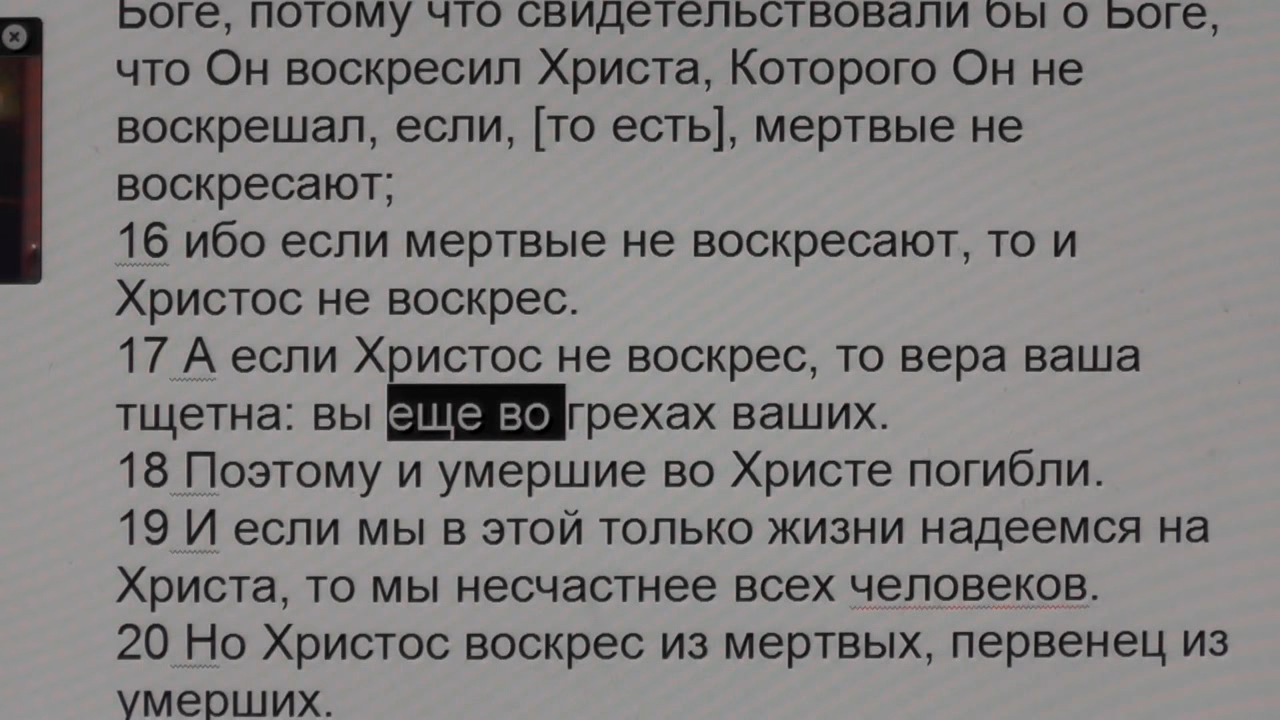 Боге, потому что свидетельствовали бы о Боге,
что Он воскресил Христа, Которого Он не
воскрешал, если, [то есть], мертвые не
воскресают;
16 ибо если мертвые не воскресают, то и
Христос не воскрес.
17 А если Христос не воскрес, то вера ваша
тщетна: вы еще во грехах ваших.
18 Поэтому и умершие во Христе погибли.
19 И если мы в этой только жизни надеемся на
Христа, то мы несчастнее всех человеков.
20 Но Христос воскрес из мертвых, первенец из
умерших.